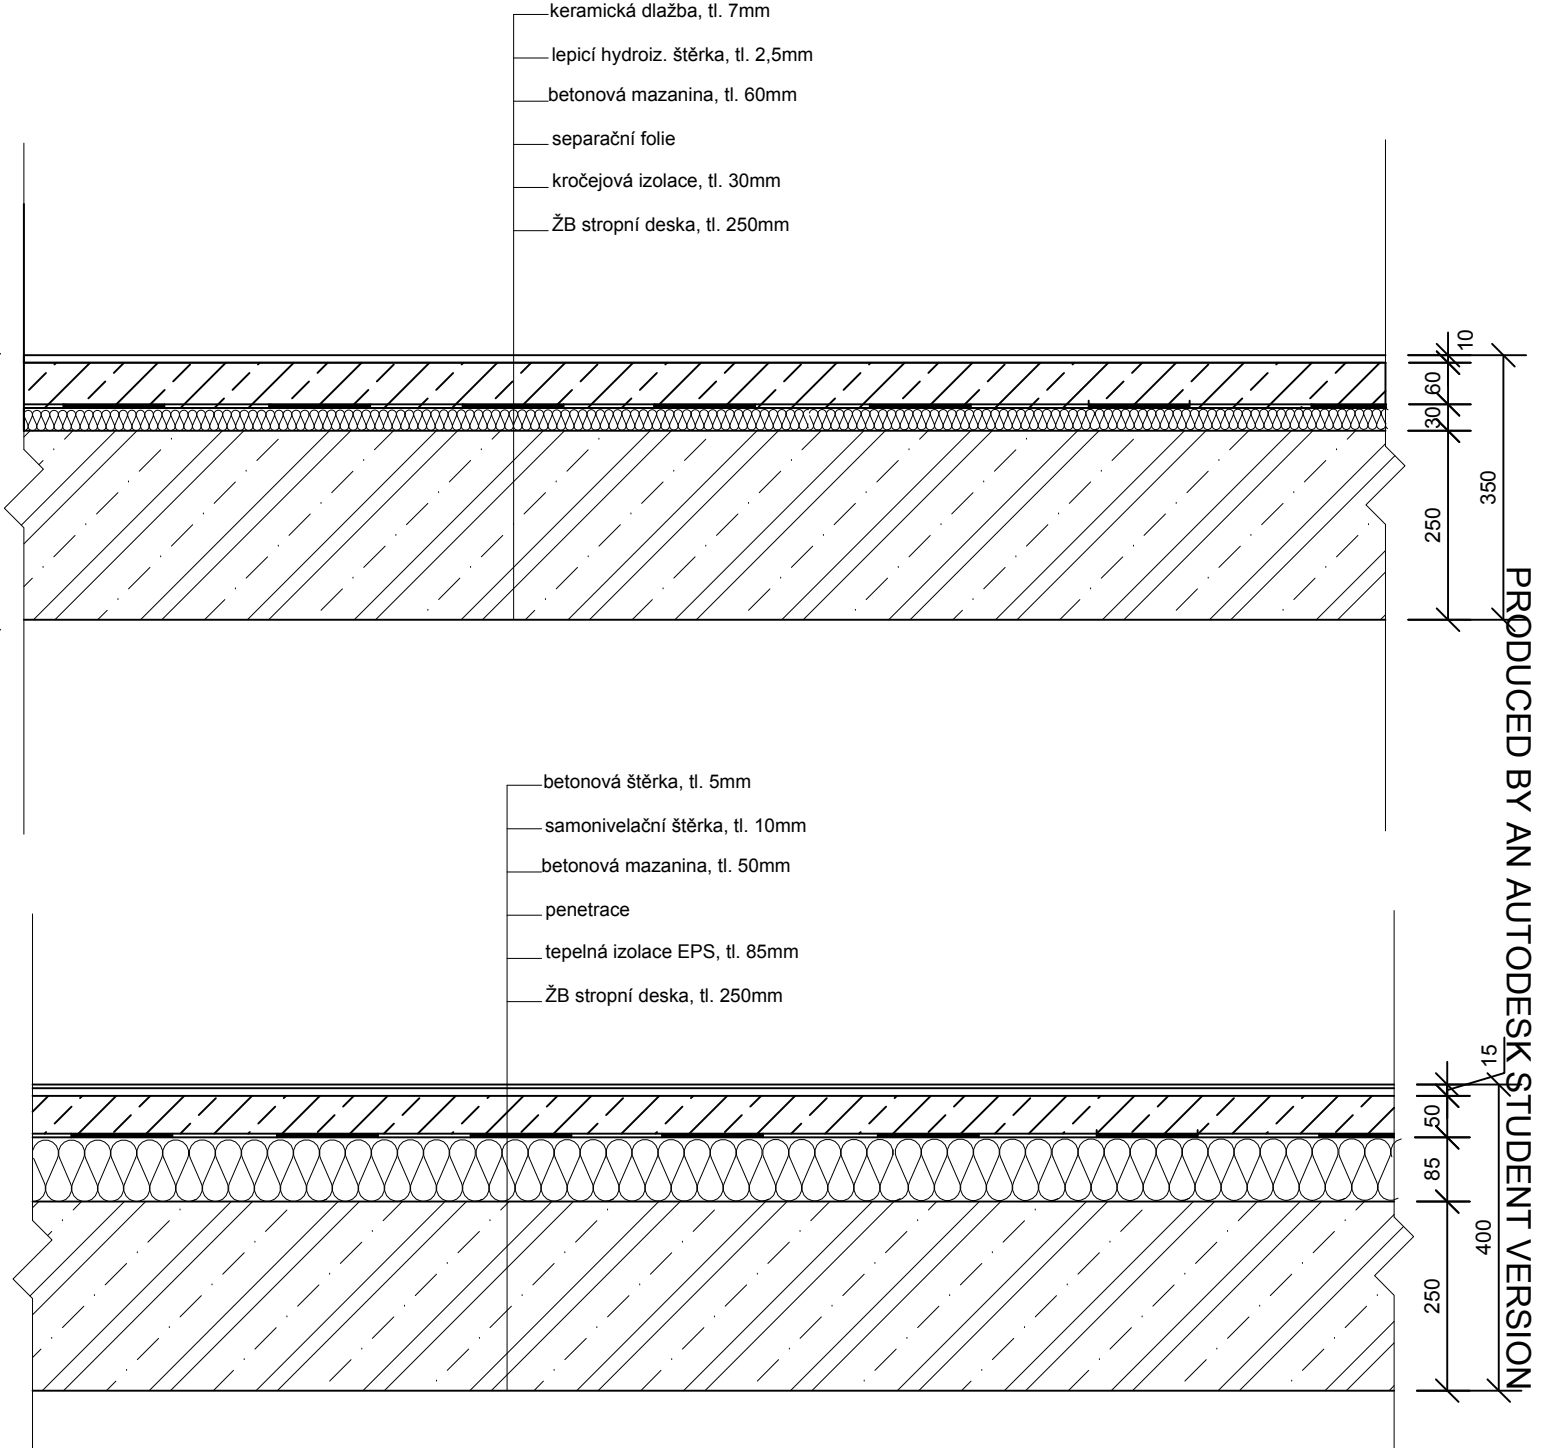 keramická dlažba, tl. 7mm
lepicí hydroiz. štěrka, tl. 2,5mm
betonová mazanina, tl. 60mm
separační folie
kročejová izolace, tl. 30mm
ŽB stropní deska, tl. 250mm
10
60
30
250
350
betonová štěrka, tl. 5mm
samonivelační štěrka, tl. 10mm
betonová mazanina, tl. 50mm
penetrace
tepelná izolace EPS, tl. 85mm
ŽB stropní deska, tl. 250mm
15
50
85
250
400
PRODUCED BY AN AUTODESK STUDENT VERSION